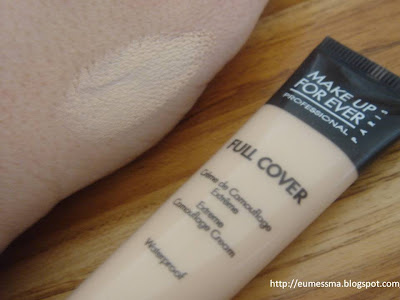 MAKE UP
FOR EVER
PROFESSIONAL
PARIS
FULL COVER
Crème de Camouflage
Extrême
Extreme
Camouflage Cream
Waterproof
http://eumessma.blogspot.com